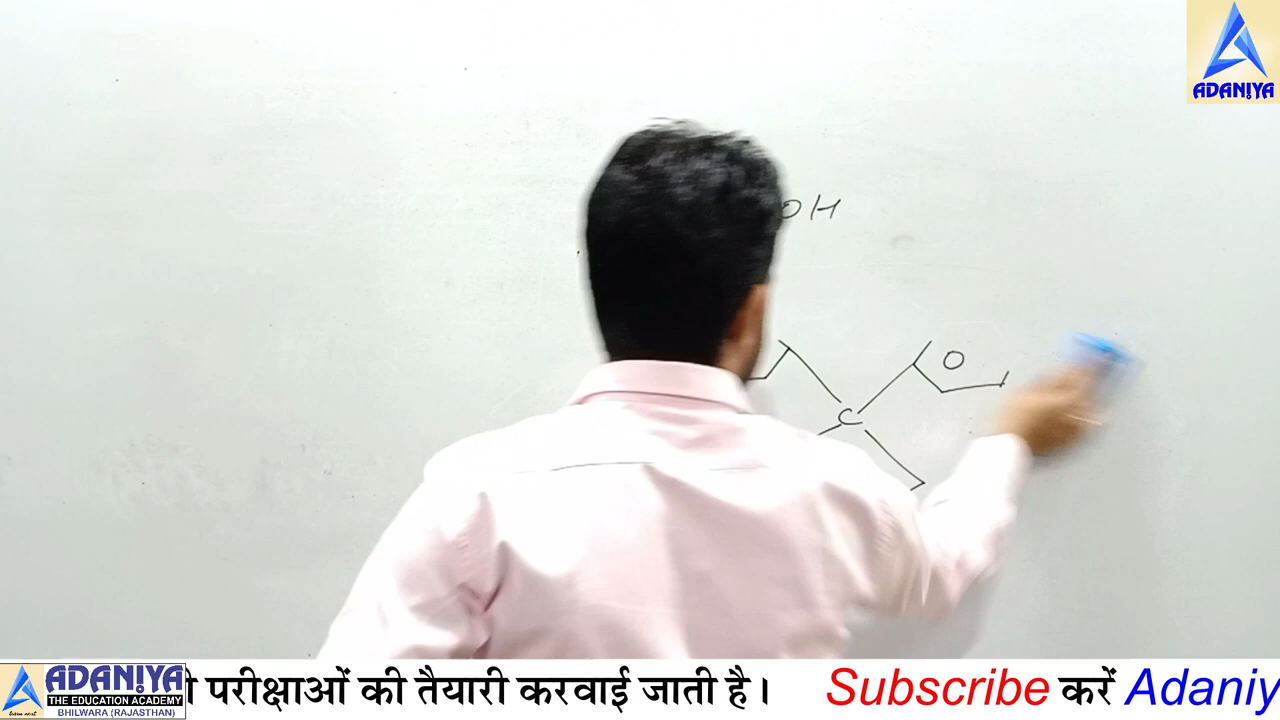 ADANiYA
OH
O
C
ADANiYA
THE EDUCATION ACADEMY
BHILWARA (RAJASTHAN)
परीक्षाओं की तैयारी करवाई जाती है। Subscribe करें Adaniy